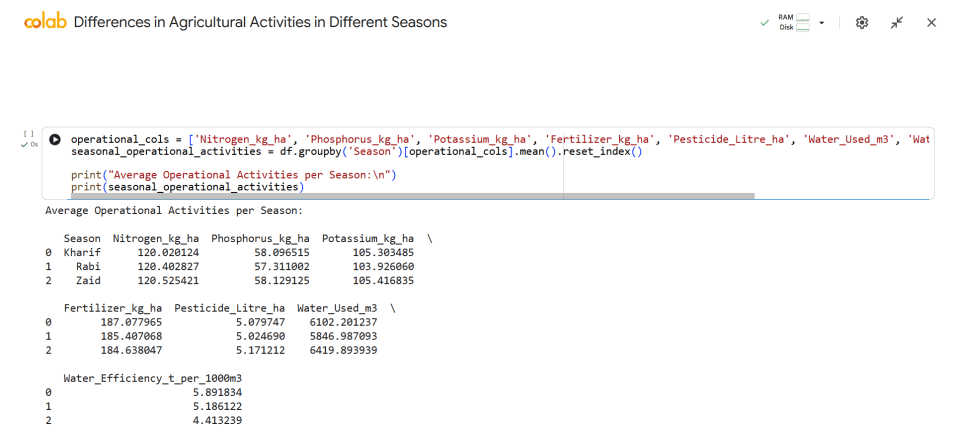 colab Differences in Agricultural Activities in Different Seasons
RAM
Disk
[ ]
0s
operational_cols = ['Nitrogen_kg_ha', 'Phosphorus_kg_ha', 'Potassium_kg_ha', 'Fertilizer_kg_ha', 'Pesticide_Litre_ha', 'Water_Used_m3', 'Wat
seasonal_operational_activities = df.groupby('Season')[operational_cols].mean().reset_index()
print("Average Operational Activities per Season:\n")
print(seasonal_operational_activities)
Average Operational Activities per Season:
Season Nitrogen_kg_ha Phosphorus_kg_ha Potassium_kg_ha \
0 Kharif 120.020124 58.096515 105.303485
1 Rabi 120.402827 57.311002 103.926060
2 Zaid 120.525421 58.129125 105.416835
Fertilizer_kg_ha Pesticide_Litre_ha Water_Used_m3 \
0 187.077965 5.079747 6102.201237
1 185.407068 5.024690 5846.987093
2 184.638047 5.171212 6419.893939
Water_Efficiency_t_per_1000m3
0 5.891834
1 5.186122
2 4.413239